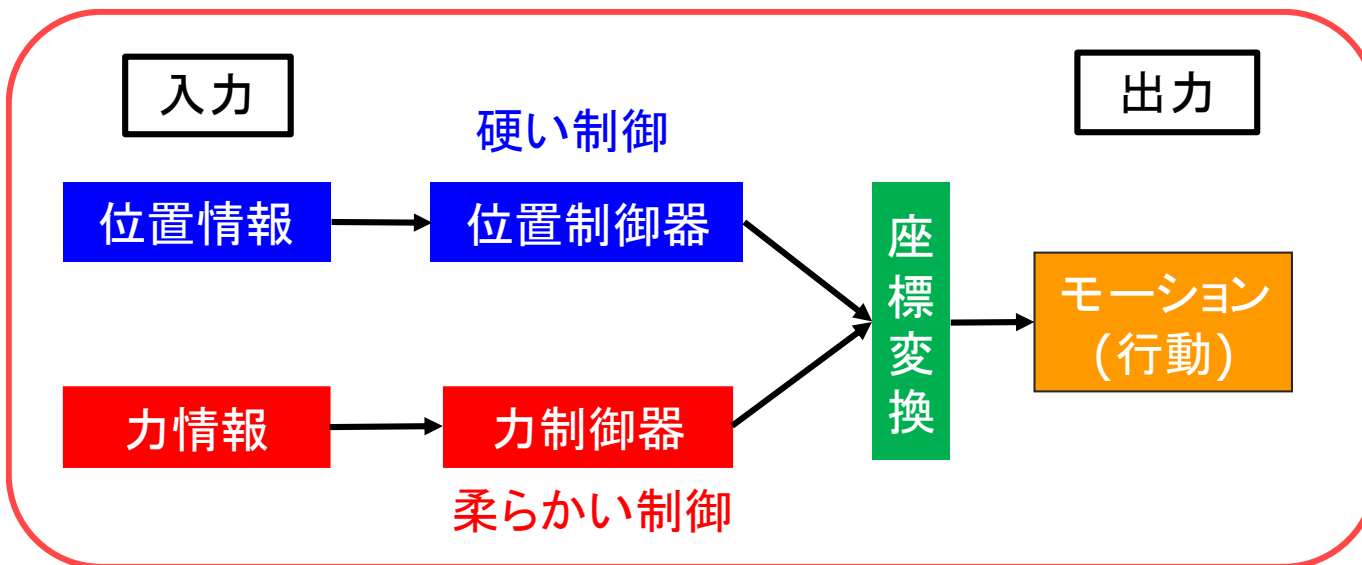 入力
出力
硬い制御
位置情報
位置制御器
座標変換
モーション
(行動)
力情報
力制御器
柔らかい制御